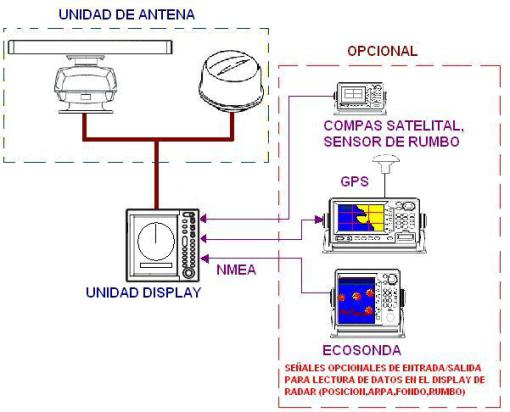 UNIDAD DE ANTENA
OPCIONAL
COMPAS SATELITAL,
SENSOR DE RUMBO
GPS
NMEA
UNIDAD DISPLAY
ECOSONDA
SEÑALES OPCIONALES DE ENTRADA/SALIDA
PARA LECTURA DE DATOS EN EL DISPLAY DE
RADAR (POSICION,ARPA,FONDO,RUMBO)